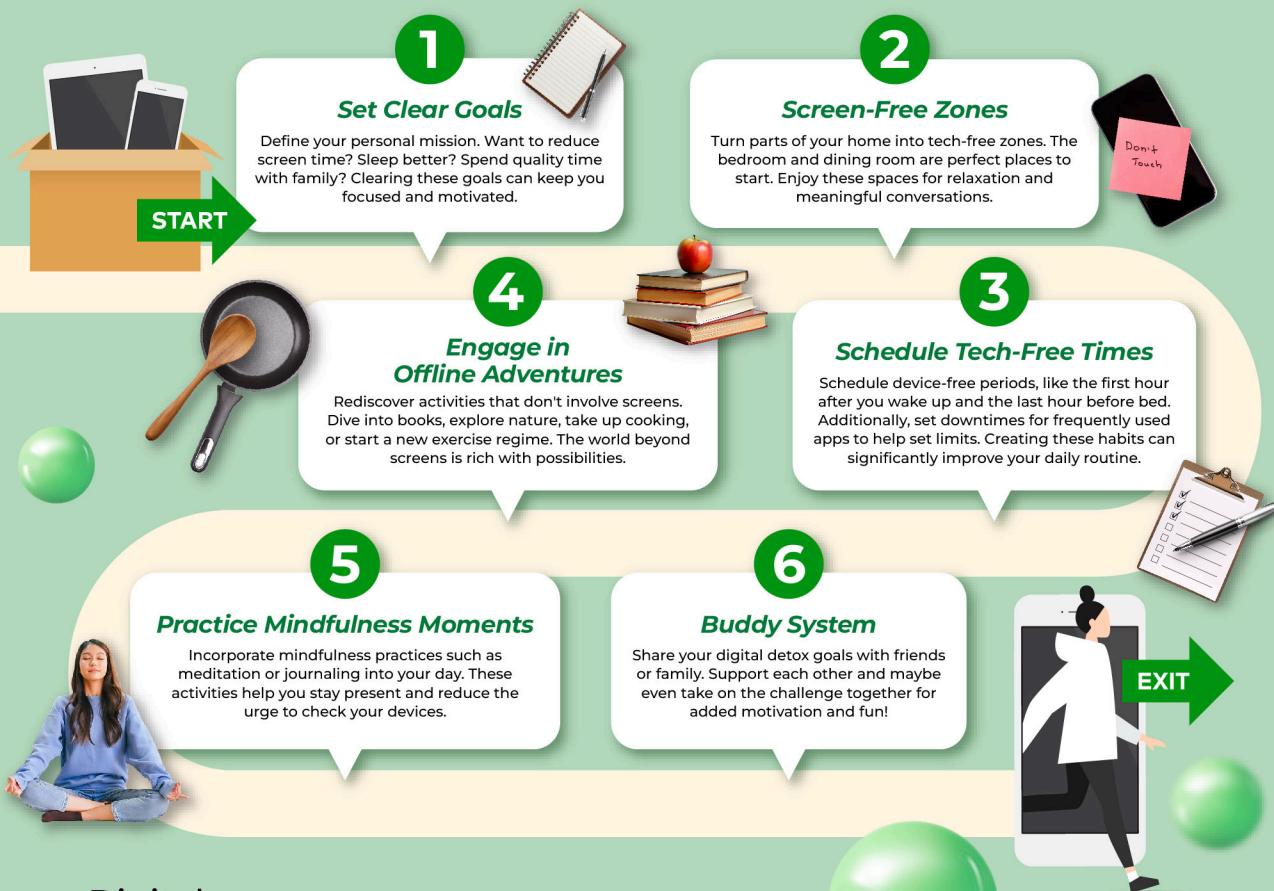 START
1
Set Clear Goals
Define your personal mission. Want to reduce
screen time? Sleep better? Spend quality time
with family? Clearing these goals can keep you
focused and motivated.
2
Screen-Free Zones
Turn parts of your home into tech-free zones. The
bedroom and dining room are perfect places to
start. Enjoy these spaces for relaxation and
meaningful conversations.
Don't
Touch
3
Schedule Tech-Free Times
Schedule device-free periods, like the first hour
after you wake up and the last hour before bed.
Additionally, set downtimes for frequently used
apps to help set limits. Creating these habits can
significantly improve your daily routine.
4
Engage in
Offline Adventures
Rediscover activities that don't involve screens.
Dive into books, explore nature, take up cooking,
or start a new exercise regime. The world beyond
screens is rich with possibilities.
5
Practice Mindfulness Moments
Incorporate mindfulness practices such as
meditation or journaling into your day. These
activities help you stay present and reduce the
urge to check your devices.
6
Buddy System
Share your digital detox goals with friends
or family. Support each other and maybe
even take on the challenge together for
added motivation and fun!
EXIT